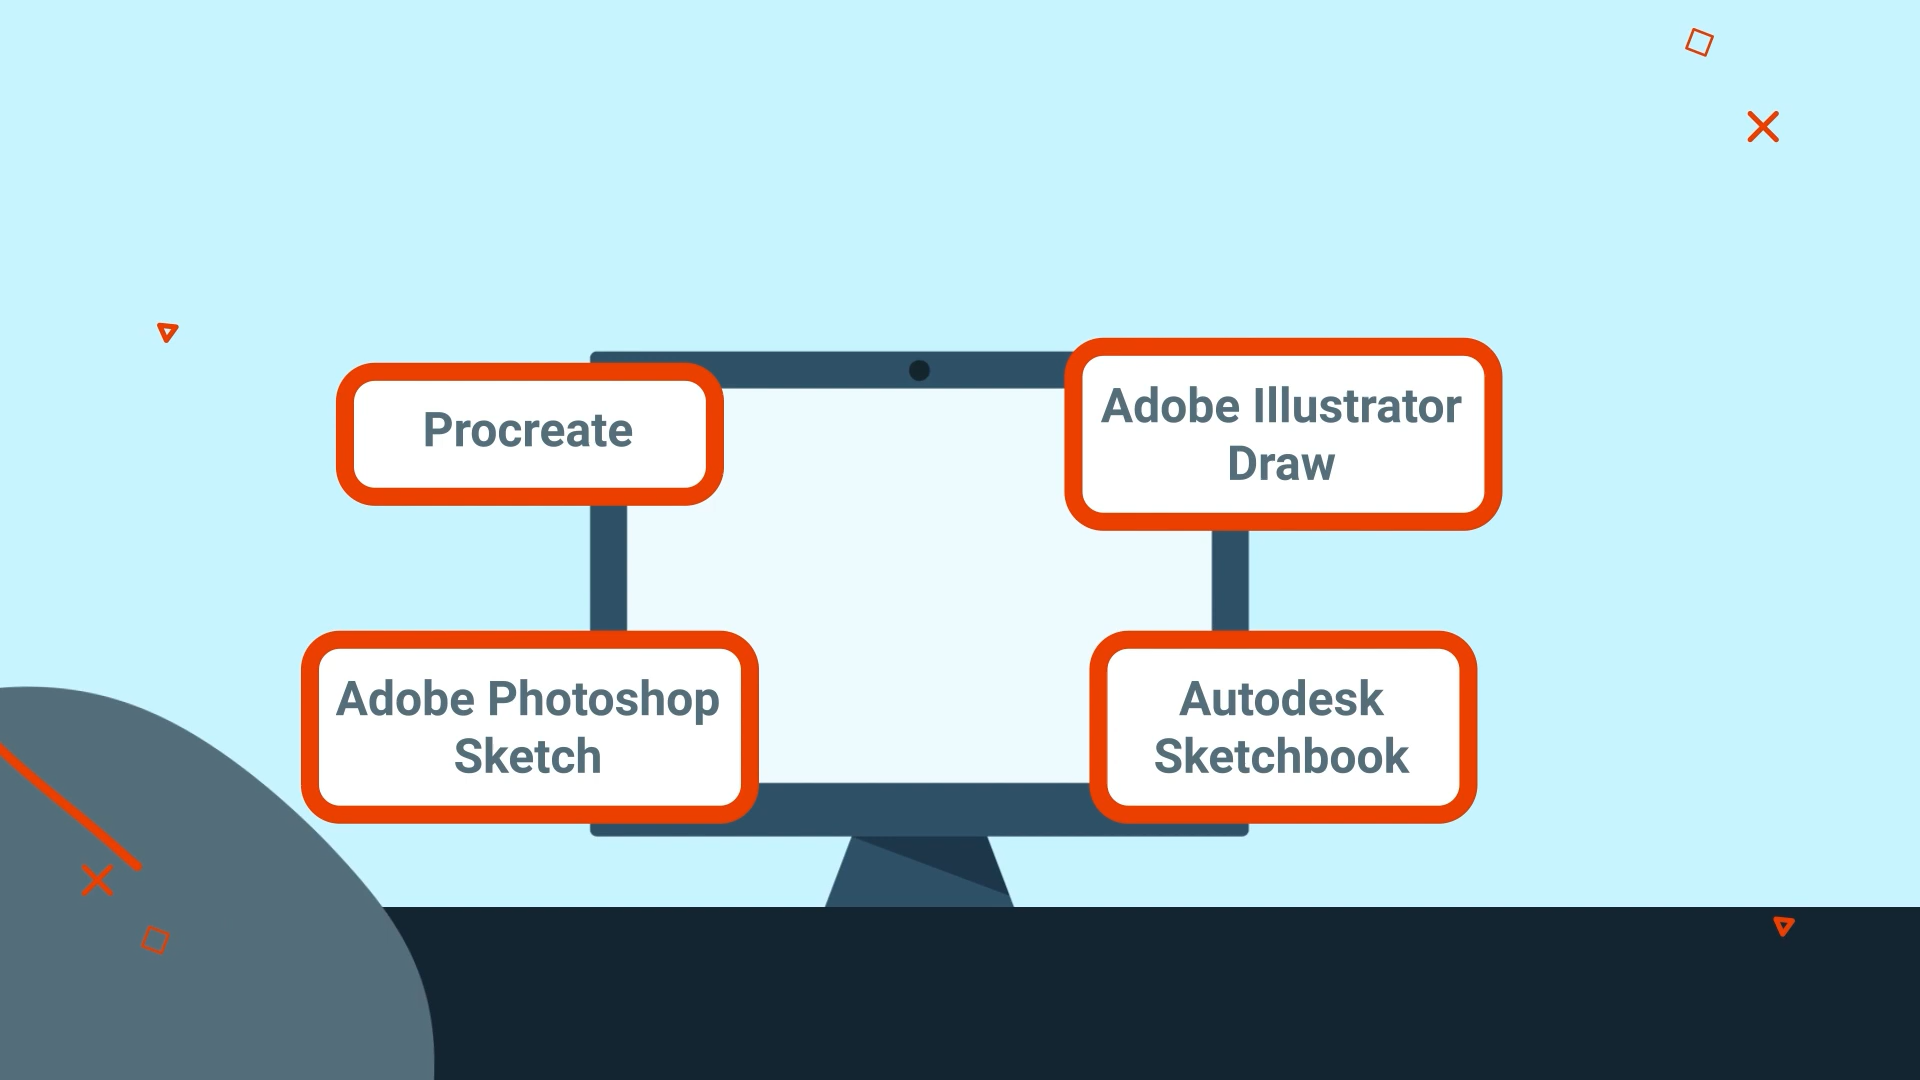 Procreate
Adobe Illustrator
Draw
Adobe Photoshop
Sketch
Autodesk
Sketchbook